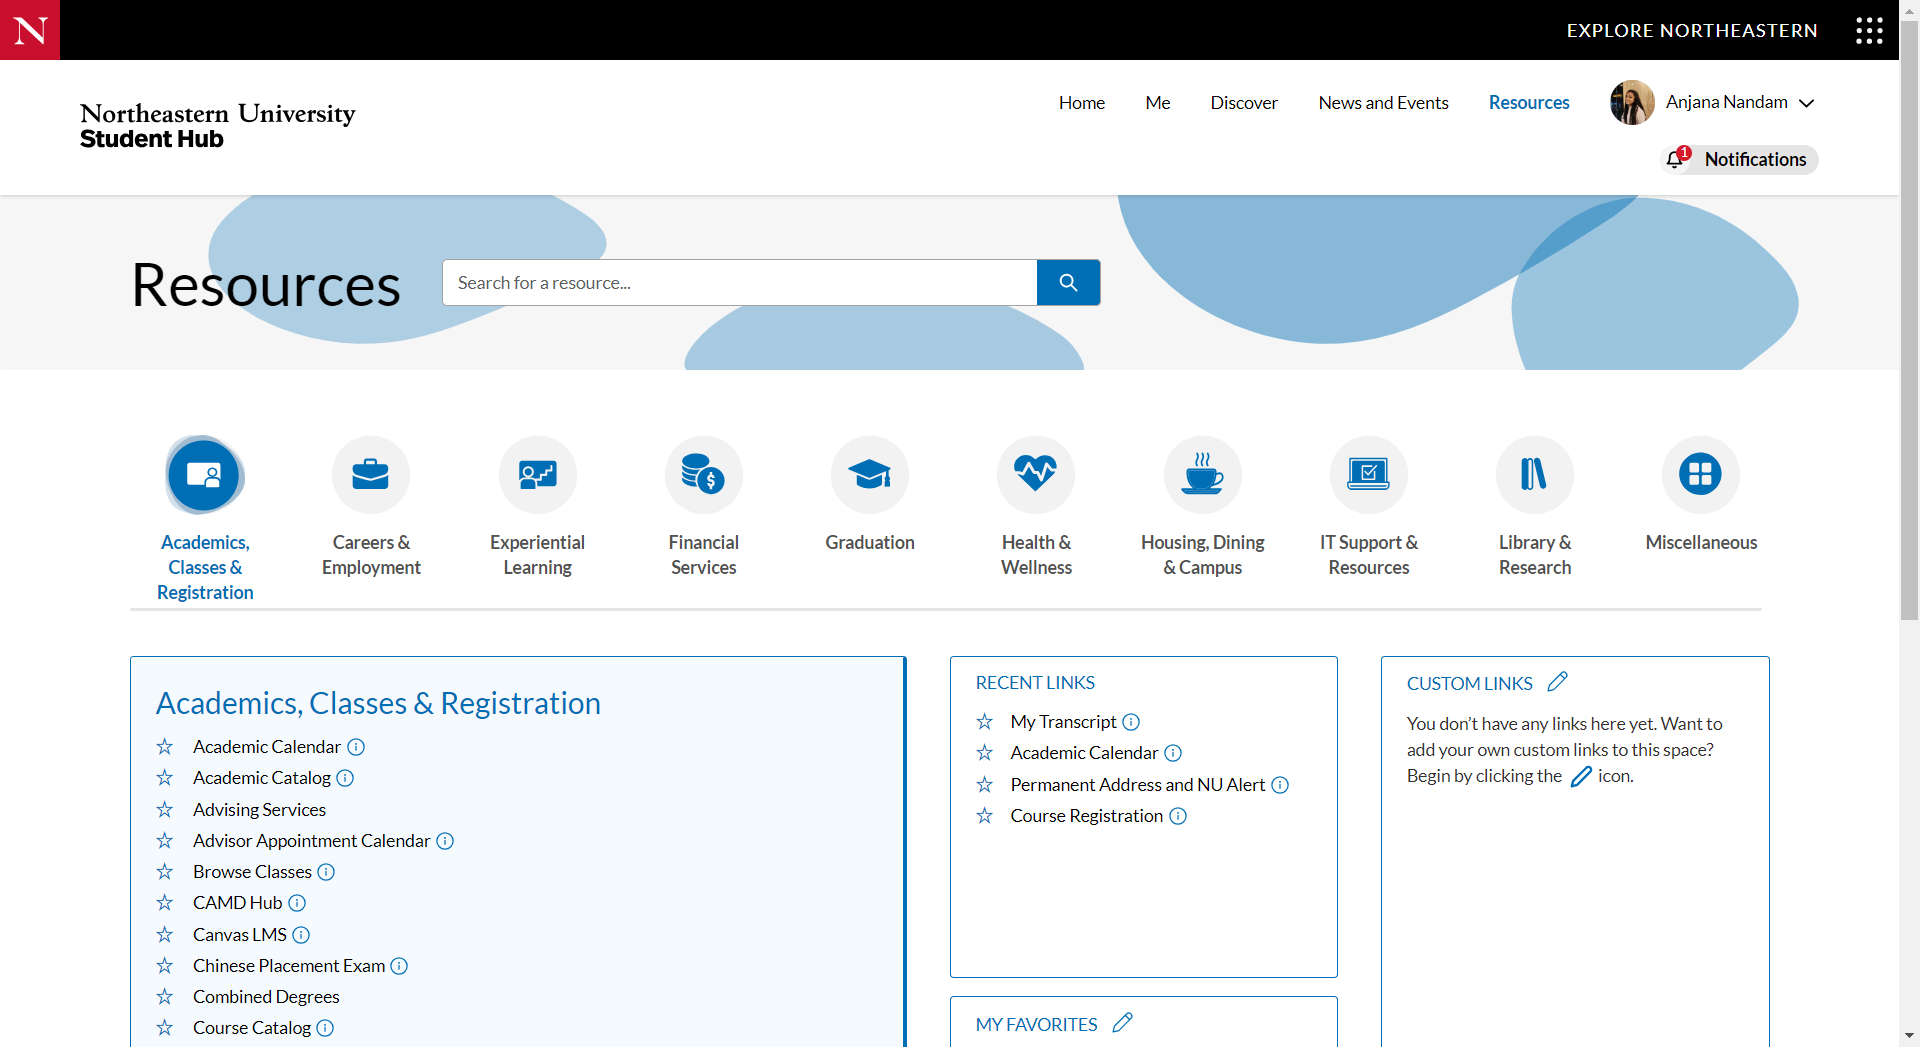 N
EXPLORE NORTHEASTERN
Northeastern University
Student Hub
Home
Me
Discover
News and Events
Resources
Anjana Nandam
1
Notifications
Resources
Search for a resource...
Academics,
Classes &
Registration
Careers &
Employment
Experiential
Learning
$
Financial
Services
Graduation
Health &
Wellness
Housing, Dining
& Campus
IT Support &
Resources
Library &
Research
Miscellaneous
Academics, Classes & Registration
Academic Calendar
Academic Catalog
Advising Services
Advisor Appointment Calendar
Browse Classes
CAMD Hub
Canvas LMS
Chinese Placement Exam
Combined Degrees
Course Catalog
RECENT LINKS
My Transcript
Academic Calendar
Permanent Address and NU Alert
Course Registration
MY FAVORITES
CUSTOM LINKS
You don’t have any links here yet. Want to
add your own custom links to this space?
Begin by clicking the icon.